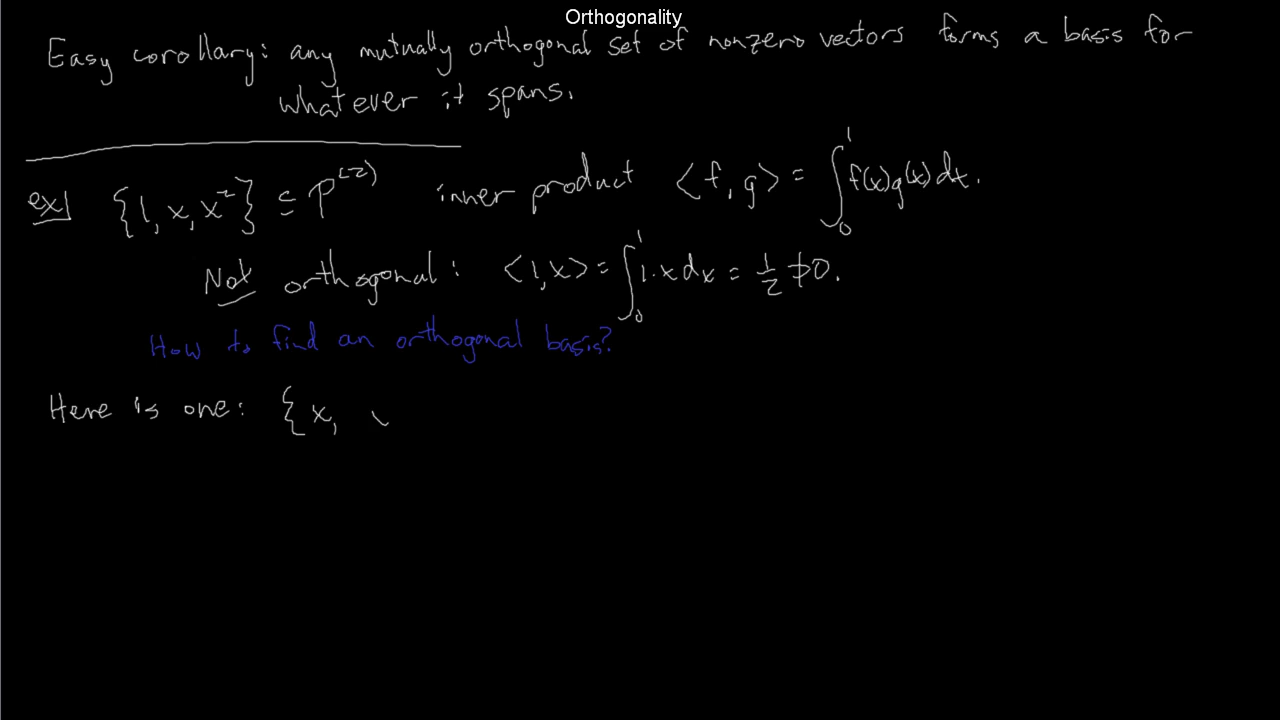 Orthogonality
Easy corollary: any mutually orthogonal set of nonzero vectors forms a basis for
whatever it spans.
ex] {1, x, x²} ⊆ P⁽²⁾ inner product <f, g> = ∫₀¹ f(x)g(x)dx.
Not orthogonal: <1, x> = ∫₀¹ 1·x dx = 1/2 ≠ 0.
How to find an orthogonal basis?
Here is one: {x,